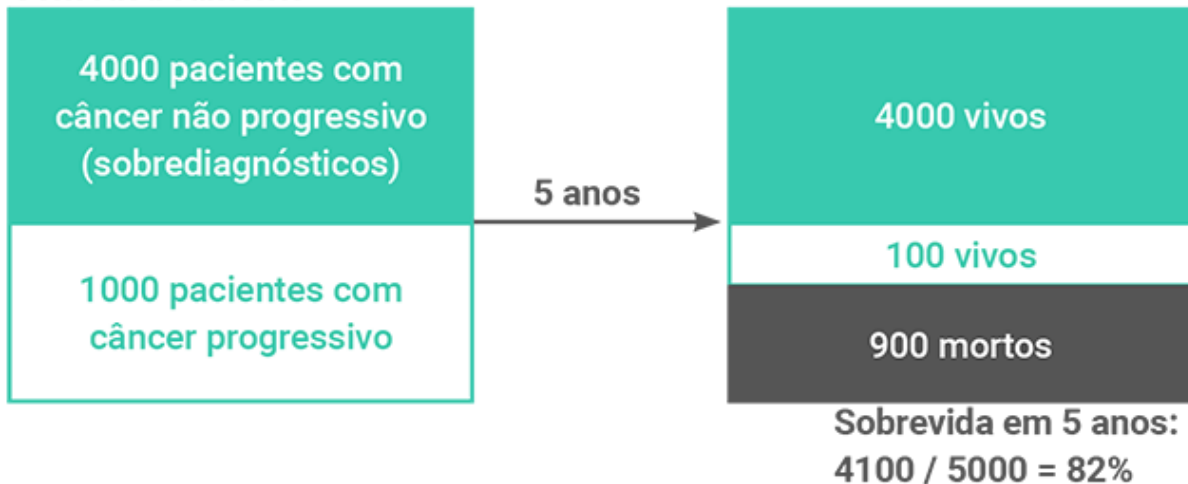 4000 pacientes com
câncer não progressivo
(sobrediagnósticos)
1000 pacientes com
câncer progressivo
5 anos
4000 vivos
100 vivos
900 mortos
Sobrevida em 5 anos:
4100 / 5000 = 82%